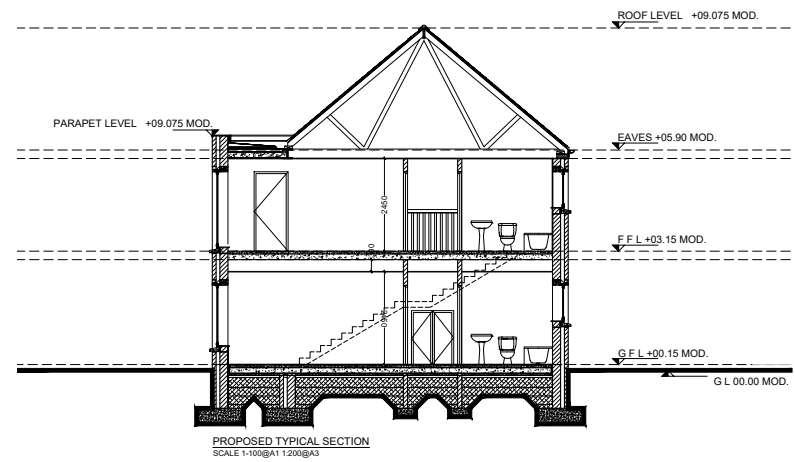 ROOF LEVEL +09.075 MOD.
PARAPET LEVEL +09.075 MOD.
EAVES +05.90 MOD.
2450
F F L +03.15 MOD.
G F L +00.15 MOD.
G L 00.00 MOD.
PROPOSED TYPICAL SECTION
SCALE 1-100@A1 1:200@A3